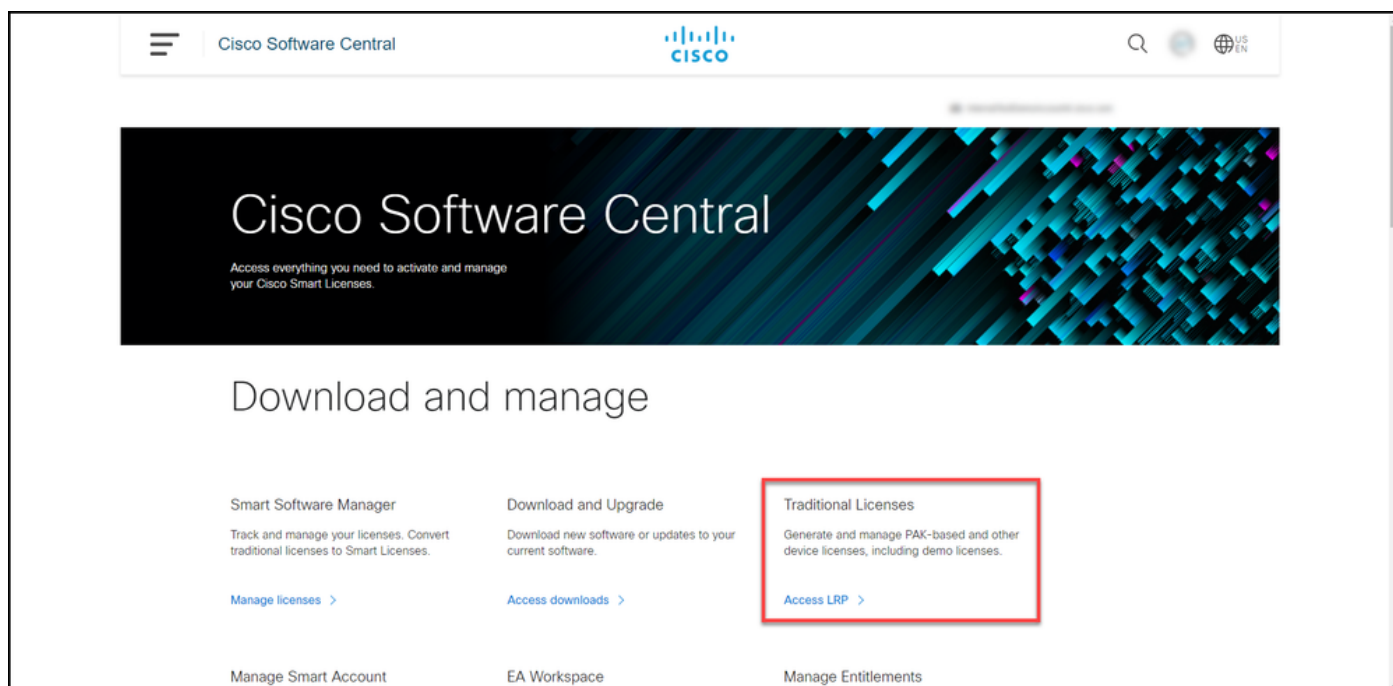 Cisco Software Central
CISCO
US
EN
Cisco Software Central
Access everything you need to activate and manage
your Cisco Smart Licenses.
Download and manage
Smart Software Manager
Track and manage your licenses. Convert
traditional licenses to Smart Licenses.
Manage licenses
Download and Upgrade
Download new software or updates to your
current software.
Access downloads
Traditional Licenses
Generate and manage PAK-based and other
device licenses, including demo licenses.
Access LRP
Manage Smart Account
EA Workspace
Manage Entitlements